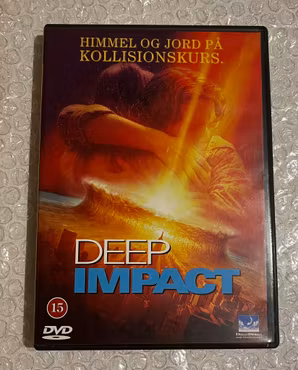 HIMMEL OG JORD PÅ
KOLLISIONSKURS.
DEEP
IMPACT
15
DVD